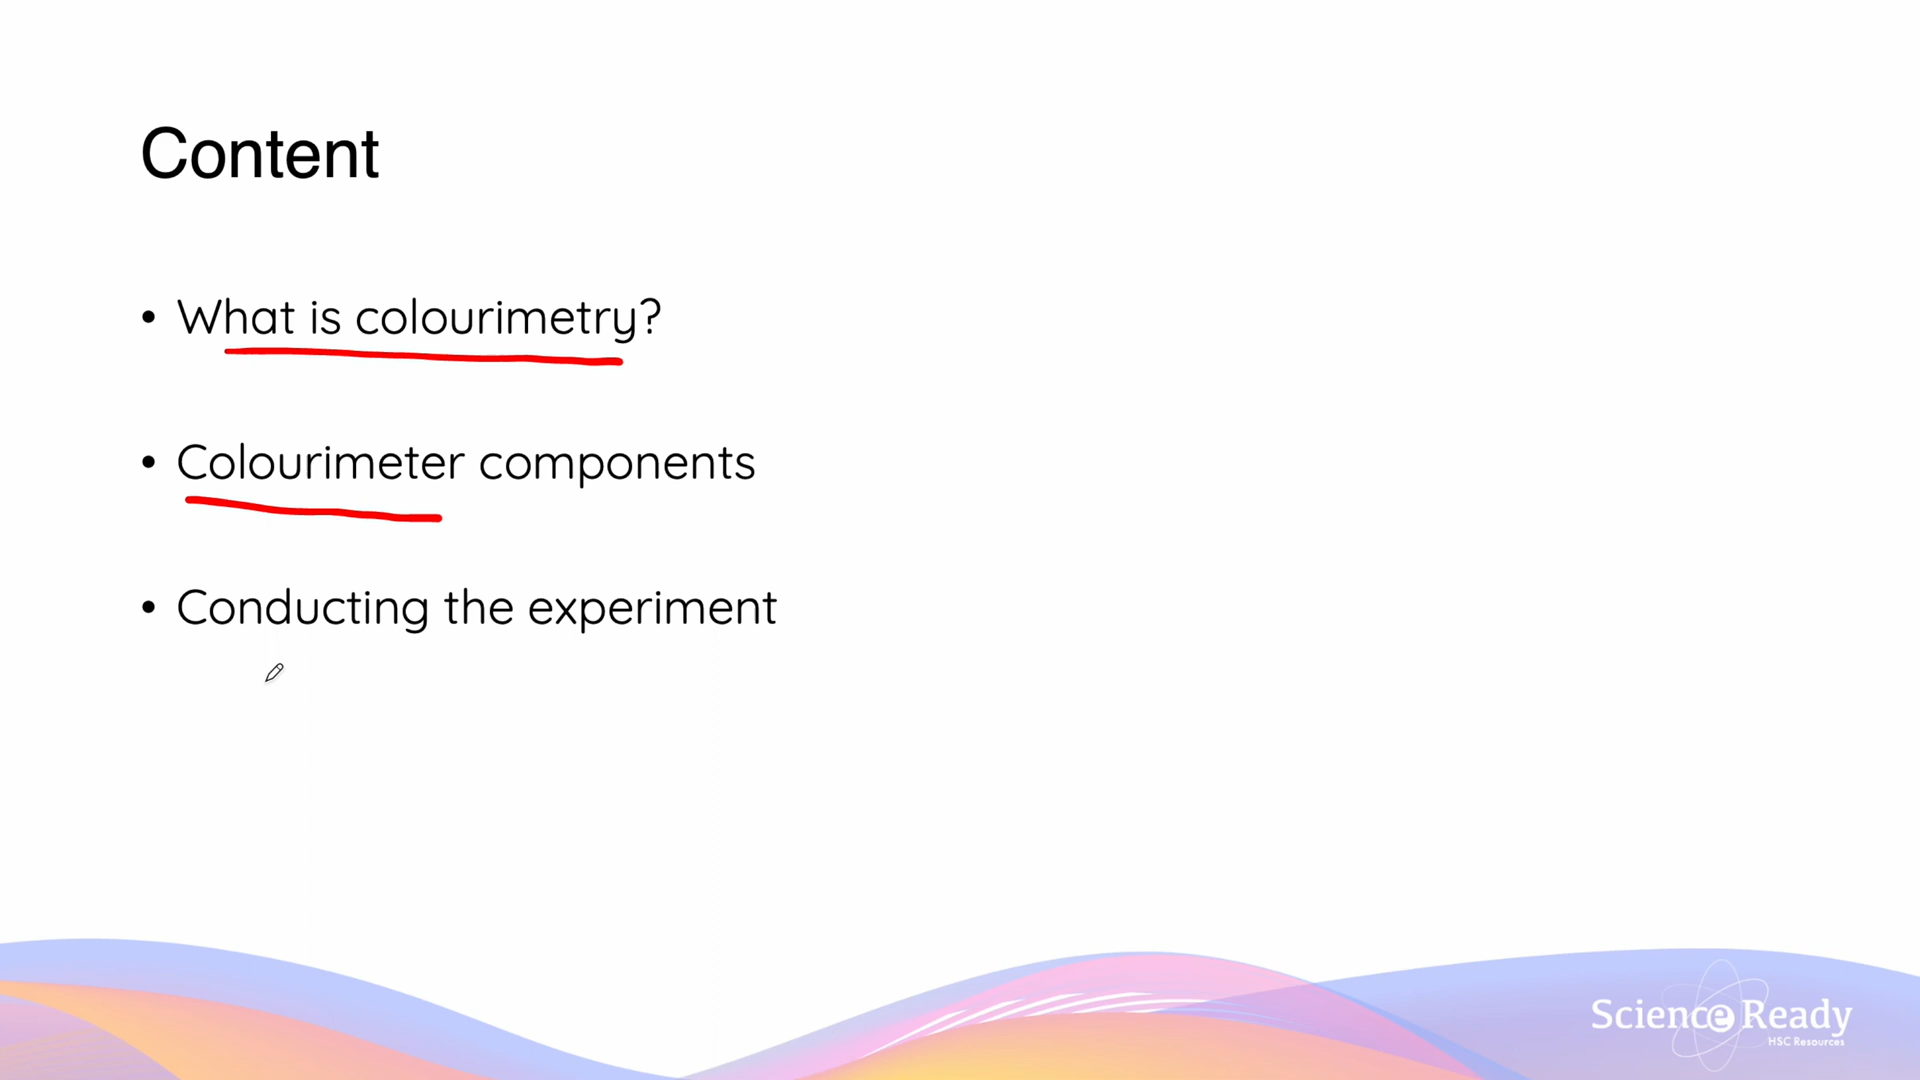 Content
• What is colourimetry?
• Colourimeter components
• Conducting the experiment
Science Ready
HSC Resources